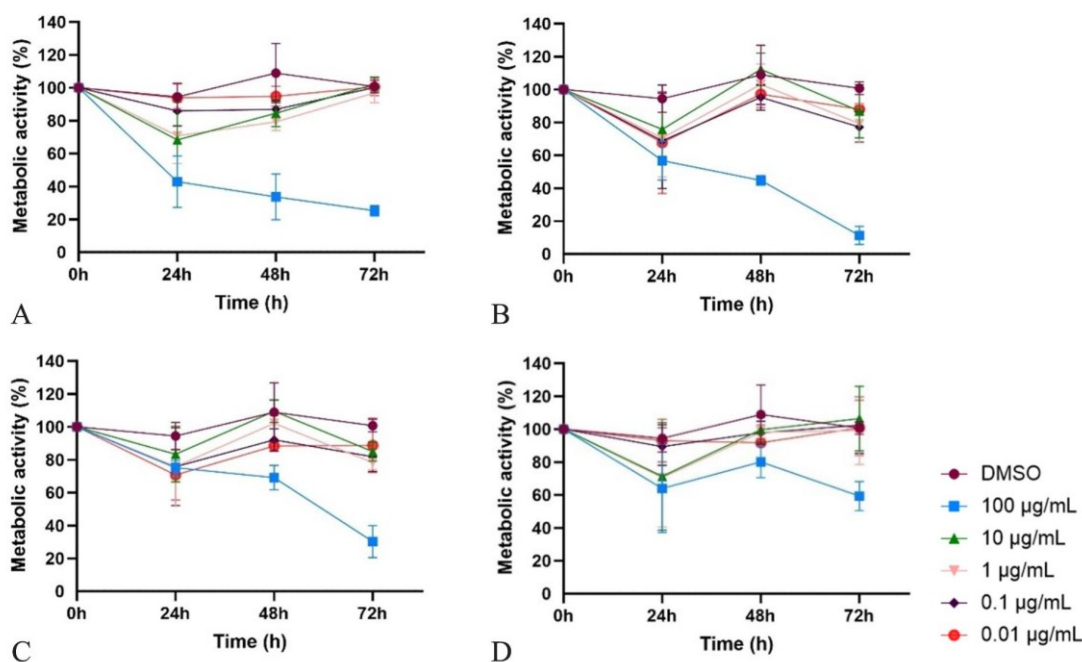 140
120
100
80
60
40
20
0
Metabolic activity (%)
0h 24h 48h 72h
Time (h)
A
140
120
100
80
60
40
20
0
Metabolic activity (%)
0h 24h 48h 72h
Time (h)
B
140
120
100
80
60
40
20
0
Metabolic activity (%)
0h 24h 48h 72h
Time (h)
C
140
120
100
80
60
40
20
0
Metabolic activity (%)
0h 24h 48h 72h
Time (h)
D
DMSO
100 µg/mL
10 µg/mL
1 µg/mL
0.1 µg/mL
0.01 µg/mL